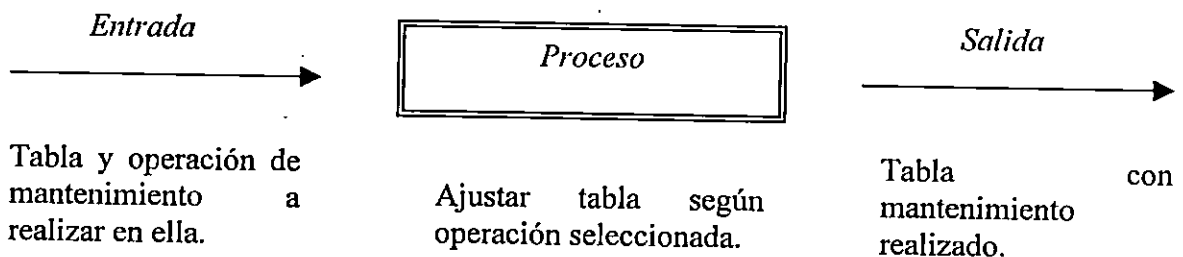 Entrada
Proceso
Salida
Tabla y operación de
mantenimiento a
realizar en ella.
Ajustar tabla según
operación seleccionada.
Tabla con
mantenimiento
realizado.